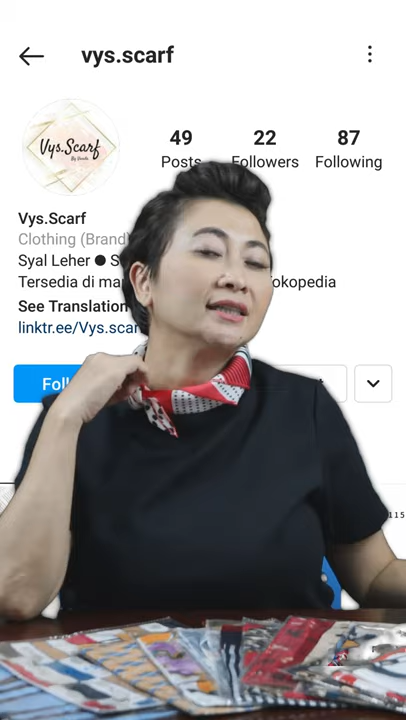 vys.scarf
49
22
87
Posts
Followers
Following
Vys.Scarf
Vys.Scarf
Clothing (Brand)
Syal Leher ●
Tersedia di
See Translation
linktr.ee/Vys.scar
115